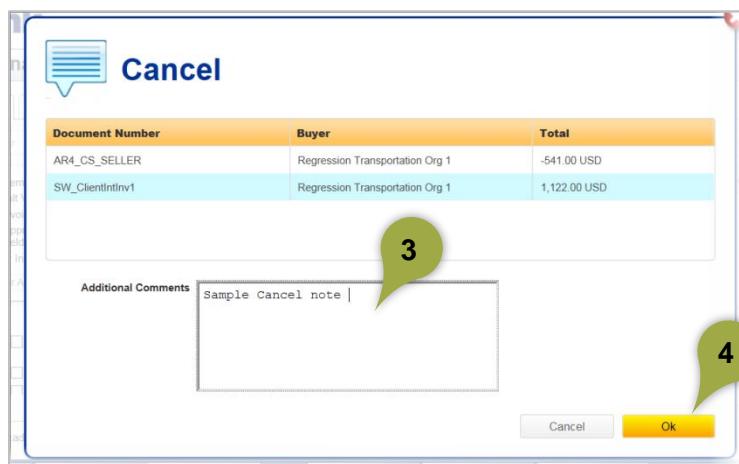 Cancel
Document Number Buyer Total
AR4_CS_SELLER Regression Transportation Org 1 -541.00 USD
SW_ClientIntInv1 Regression Transportation Org 1 1,122.00 USD
3
Additional Comments Sample Cancel note
4
Cancel Ok